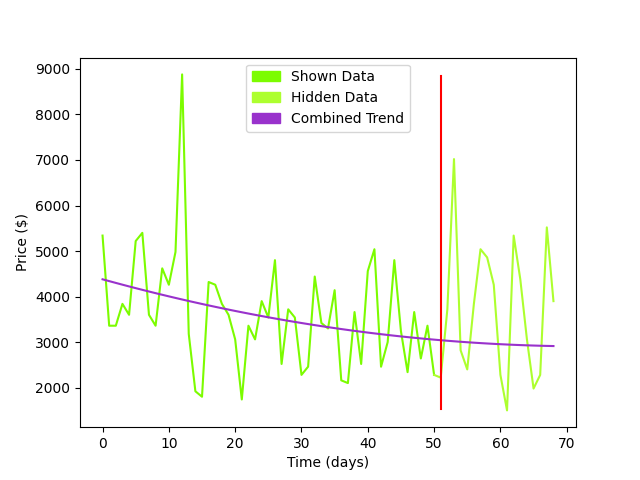 9000
8000
7000
6000
5000
4000
3000
2000
Price ($)
Shown Data
Hidden Data
Combined Trend
0 10 20 30 40 50 60 70
Time (days)